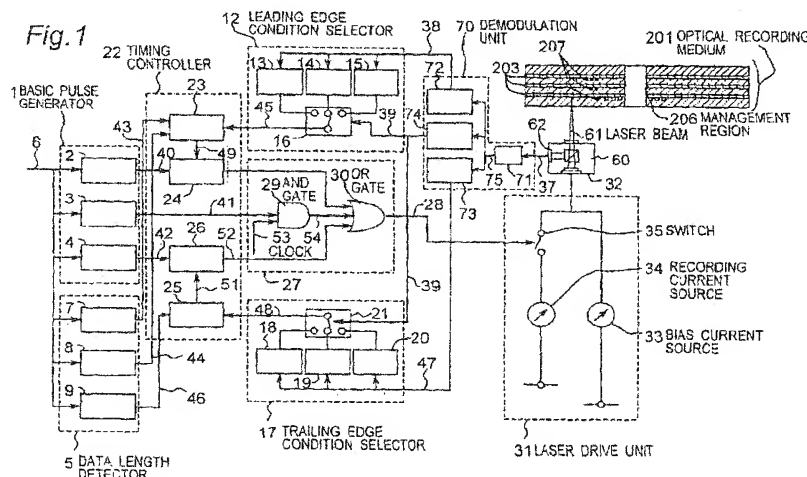 Fig.1
12 LEADING EDGE
CONDITION SELECTOR
38
70 DEMODULATION
UNIT
201 OPTICAL RECORDING
MEDIUM
22 TIMING
CONTROLLER
13
14
15
72
207
203
1 BASIC PULSE
GENERATOR
23
43
45
39
74
206
MANAGEMENT
REGION
6
16
61 LASER BEAM
62
60
2
40
49
29 AND GATE
30 OR GATE
75
71
37
32
24
73
3
41
28
35 SWITCH
26
53
54
34 RECORDING
CURRENT
SOURCE
4
42
52
CLOCK
27
39
25
51
48
21
7
18
20
33 BIAS CURRENT
SOURCE
8
44
19
47
9
46
17 TRAILING EDGE
CONDITION SELECTOR
31 LASER DRIVE UNIT
5 DATA LENGTH
DETECTOR